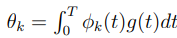 θ_k = ∫_0^T ϕ_k(t)g(t)dt